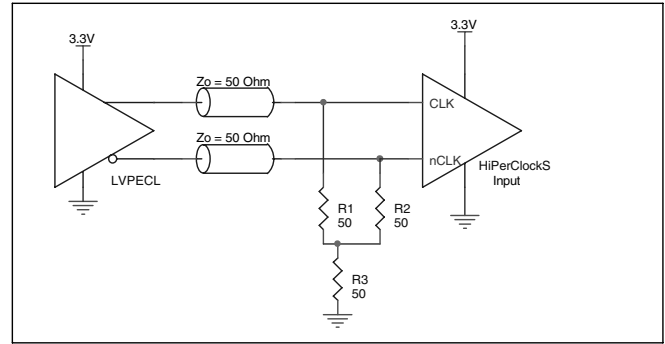 3.3V
3.3V
Zo = 50 Ohm
CLK
Zo = 50 Ohm
nCLK
HiPerClockS
Input
LVPECL
R1
50
R2
50
R3
50